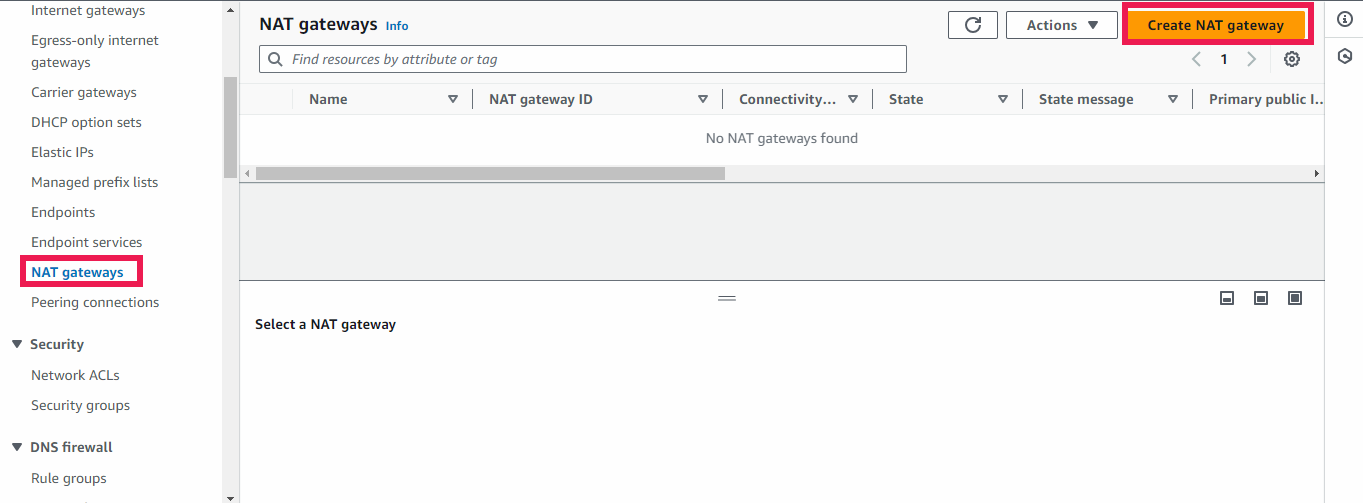 Internet gateways
Egress-only internet
gateways
Carrier gateways
DHCP option sets
Elastic IPs
Managed prefix lists
Endpoints
Endpoint services
NAT gateways
Peering connections
Security
Network ACLs
Security groups
DNS firewall
Rule groups
NAT gateways Info
Actions
Create NAT gateway
Find resources by attribute or tag
1
Name NAT gateway ID Connectivity... State State message Primary public I...
No NAT gateways found
Select a NAT gateway